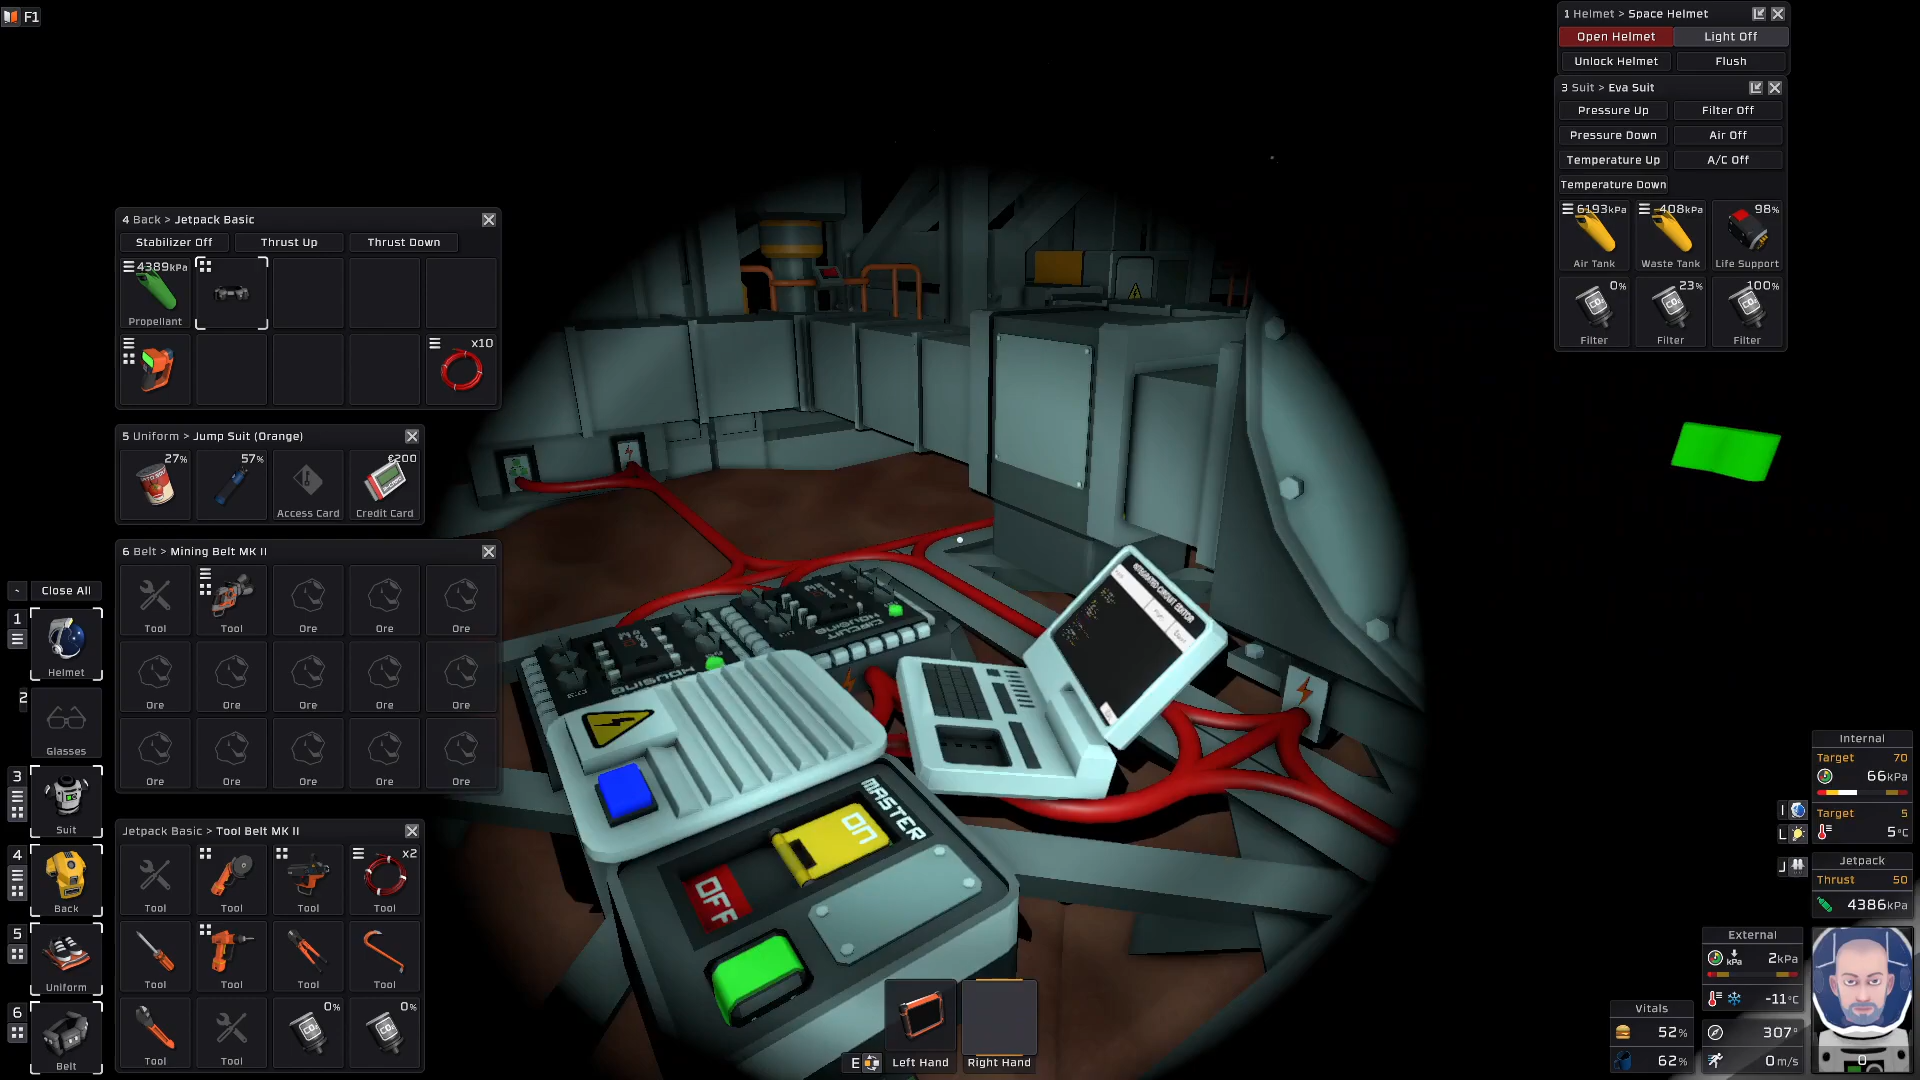 F1
1 Helmet > Space Helmet
Open Helmet
Light Off
Unlock Helmet
Flush
3 Suit > Eva Suit
Pressure Up
Filter Off
Pressure Down
Air Off
Temperature Up
A/C Off
Temperature Down
6193kPa
408kPa
98%
Air Tank
Waste Tank
Life Support
0%
23%
100%
Filter
Filter
Filter
4 Back > Jetpack Basic
Stabilizer Off
Thrust Up
Thrust Down
4389kPa
Propellant
x10
5 Uniform > Jump Suit (Orange)
27%
57%
€200
Access Card
Credit Card
6 Belt > Mining Belt MK II
Tool
Tool
Ore
Ore
Ore
Ore
Ore
Ore
Ore
Ore
Ore
Ore
Ore
Ore
Ore
Jetpack Basic > Tool Belt MK II
x2
Tool
Tool
Tool
Tool
Tool
Tool
Tool
Tool
0%
0%
Tool
Tool
~
Close All
1
Helmet
2
Glasses
3
Suit
4
Back
5
Uniform
6
Belt
CIRCUIT HOUSING
HOUSING
INTEGRATED CIRCUIT EDITOR
MASTER
ON
OFF
E
Left Hand
Right Hand
Internal
Target 70
66kPa
Target 5
5°C
I
L
J
Jetpack
Thrust 50
4386kPa
External
kPa
2kPa
-11°C
307°
0m/s
Vitals
52%
62%
0